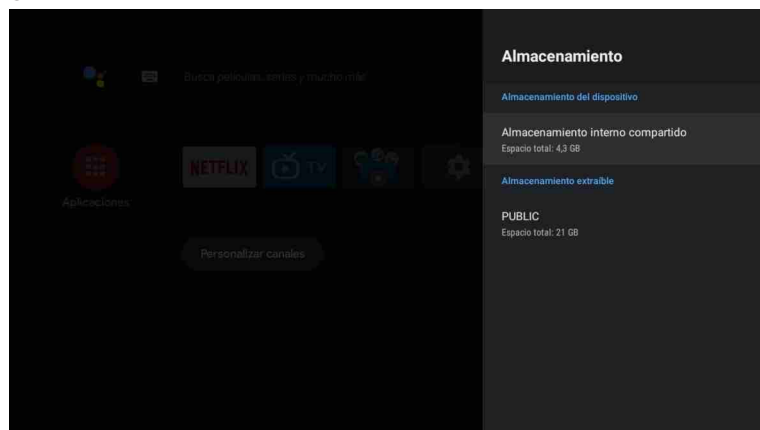 Almacenamiento
Almacenamiento del dispositivo
Almacenamiento interno compartido
Espacio total: 4,3 GB
Almacenamiento extraíble
PUBLIC
Espacio total: 21 GB
Busca películas, series y mucho más
NETFLIX
TV
Aplicaciones
Personalizar canales